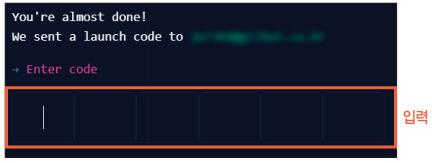 You're almost done!
We sent a launch code to
→ Enter code
입력